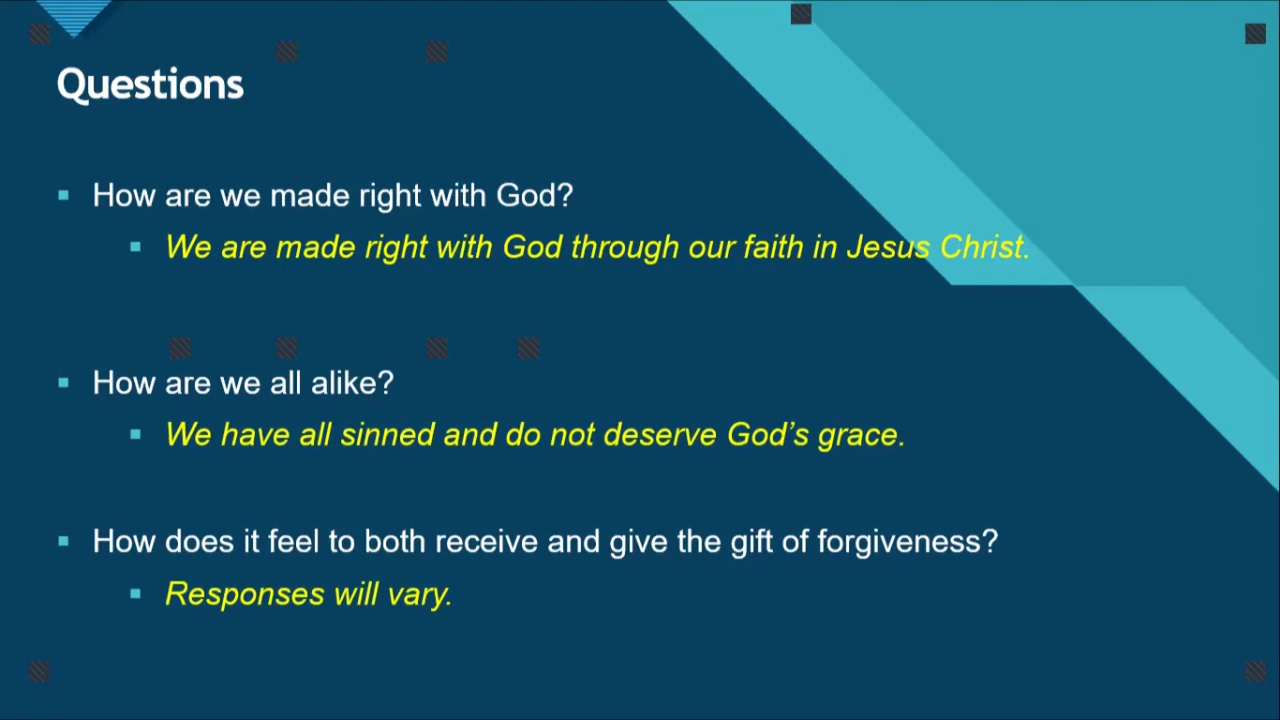 Questions
How are we made right with God?
We are made right with God through our faith in Jesus Christ.
How are we all alike?
We have all sinned and do not deserve God’s grace.
How does it feel to both receive and give the gift of forgiveness?
Responses will vary.